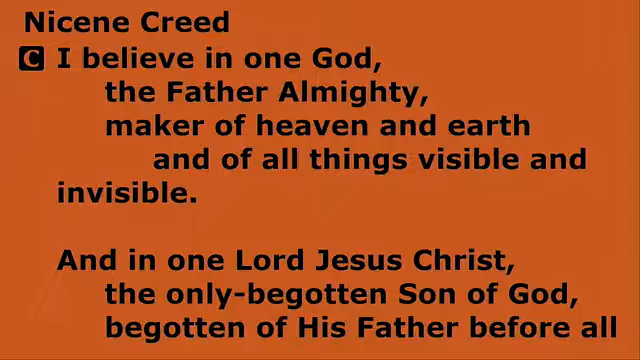 Nicene Creed
C I believe in one God,
the Father Almighty,
maker of heaven and earth
and of all things visible and
invisible.
And in one Lord Jesus Christ,
the only-begotten Son of God,
begotten of His Father before all